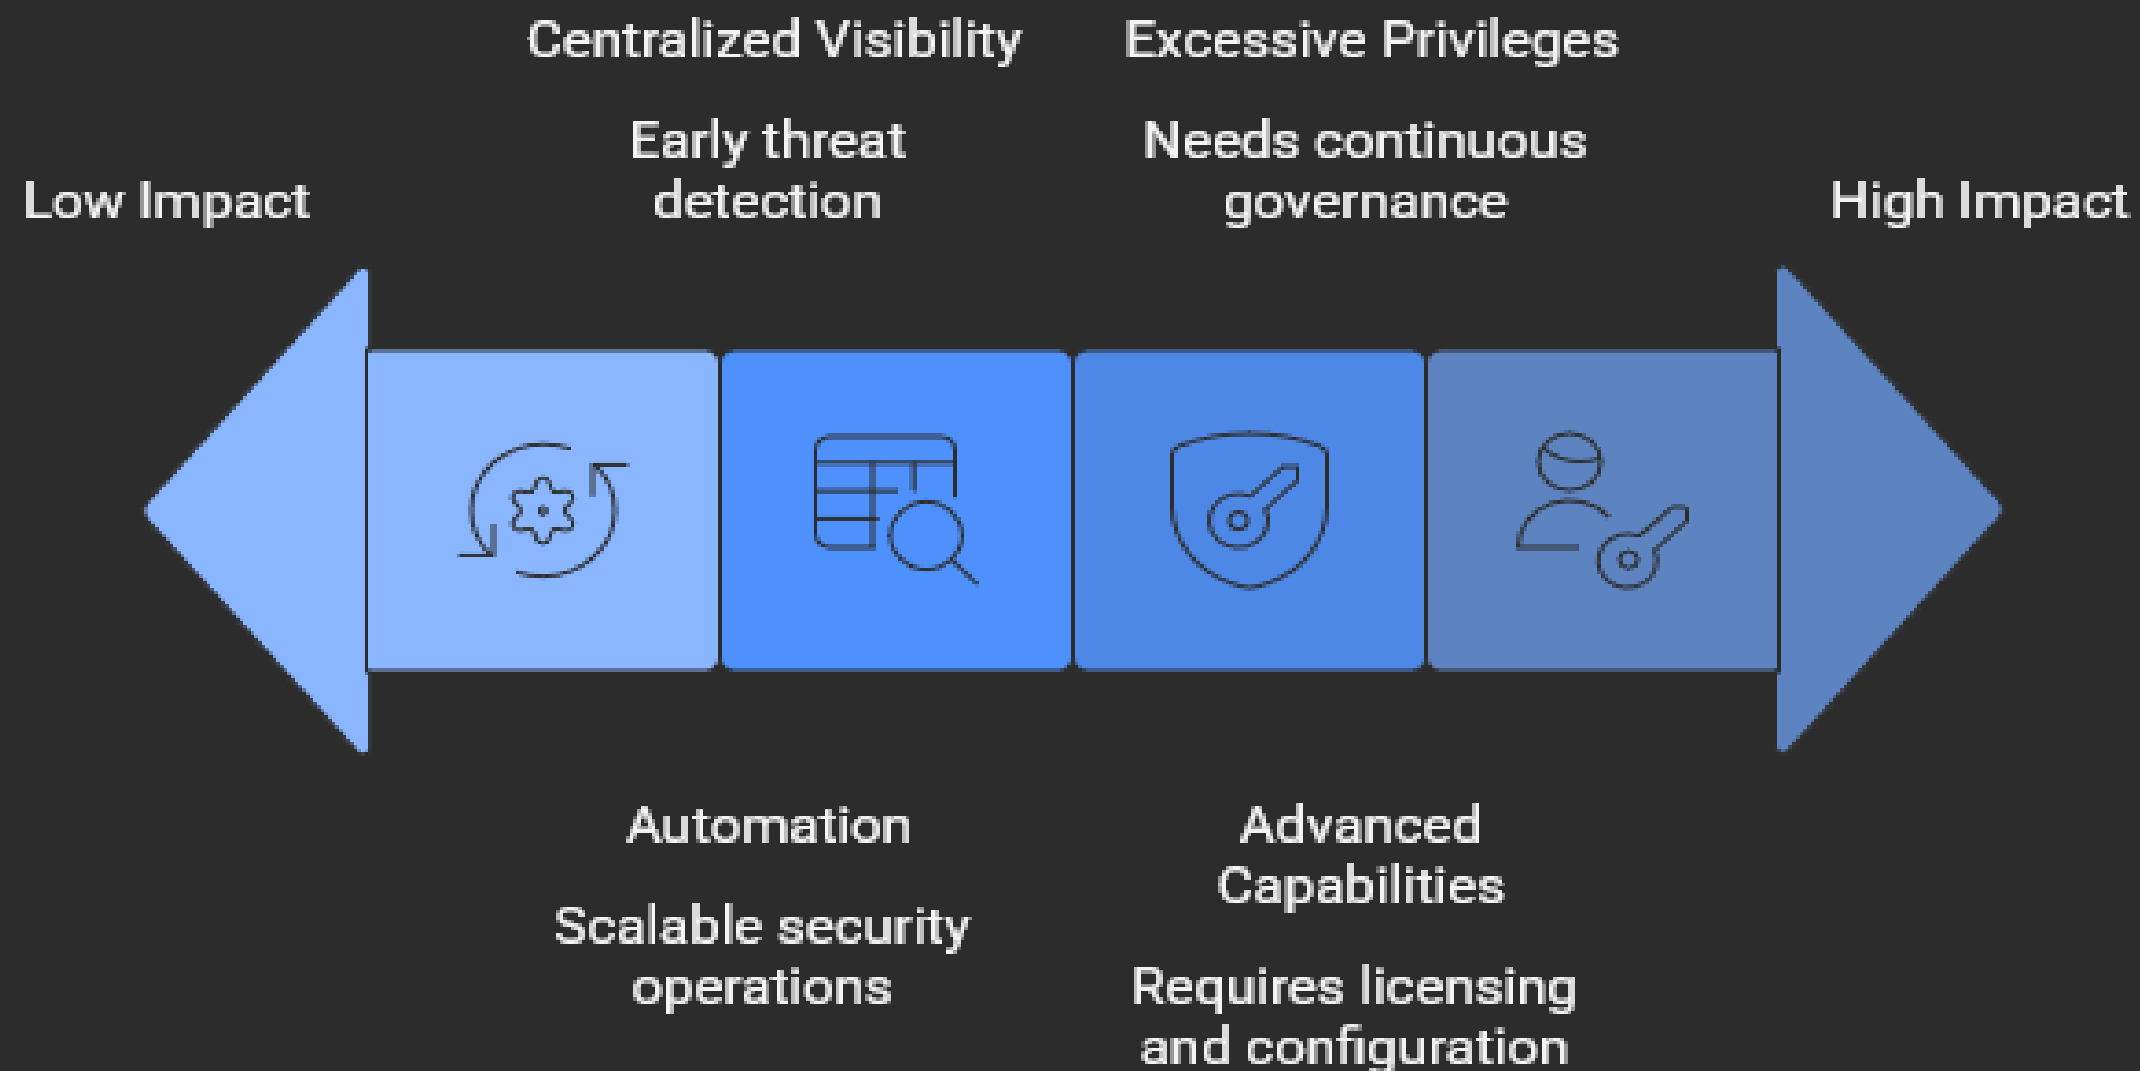 Centralized Visibility
Early threat
detection
Excessive Privileges
Needs continuous
governance
Low Impact
High Impact
Automation
Scalable security
operations
Advanced
Capabilities
Requires licensing
and configuration